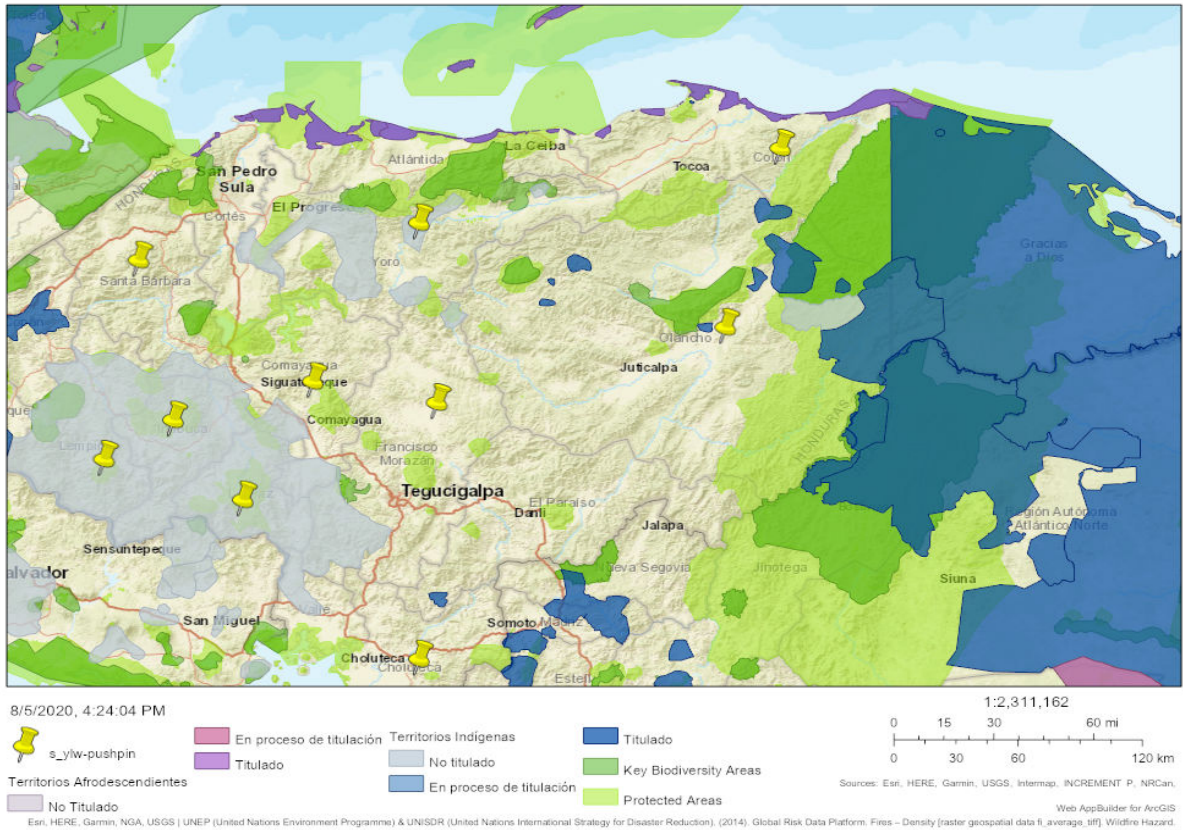 HONDURAS
Atlántida
La Ceiba
San Pedro
Sula
Tocoa
Colón
El Progreso
Cortés
Yoro
Gracias
a Dios
Santa Bárbara
Olancho
Comayagua
Siguatepeque
Juticalpa
Comayagua
HONDURAS
Francisco
Morazán
Tegucigalpa
El Paraíso
Danlí
Jalapa
Región Autónoma
Atlántico Norte
Sensuntepeque
Nueva Segovia
Jinotega
Siuna
alvador
San Miguel
Valle
Somoto
Madriz
Choluteca
Choluteca
Estelí
8/5/2020, 4:24:04 PM
s_ylw-pushpin
Territorios Afrodescendientes
No Titulado
En proceso de titulación
Titulado
Territorios Indígenas
No titulado
En proceso de titulación
Titulado
Key Biodiversity Areas
Protected Areas
1:2,311,162
0 15 30 60 mi
0 30 60 120 km
Sources: Esri, HERE, Garmin, USGS, Intermap, INCREMENT P, NRCan,
Web AppBuilder for ArcGIS
Esri, HERE, Garmin, NGA, USGS | UNEP (United Nations Environment Programme) & UNISDR (United Nations International Strategy for Disaster Reduction), (2014). Global Risk Data Platform. Fires – Density [raster geospatial data fi_average_tiff]. Wildfire Hazard.